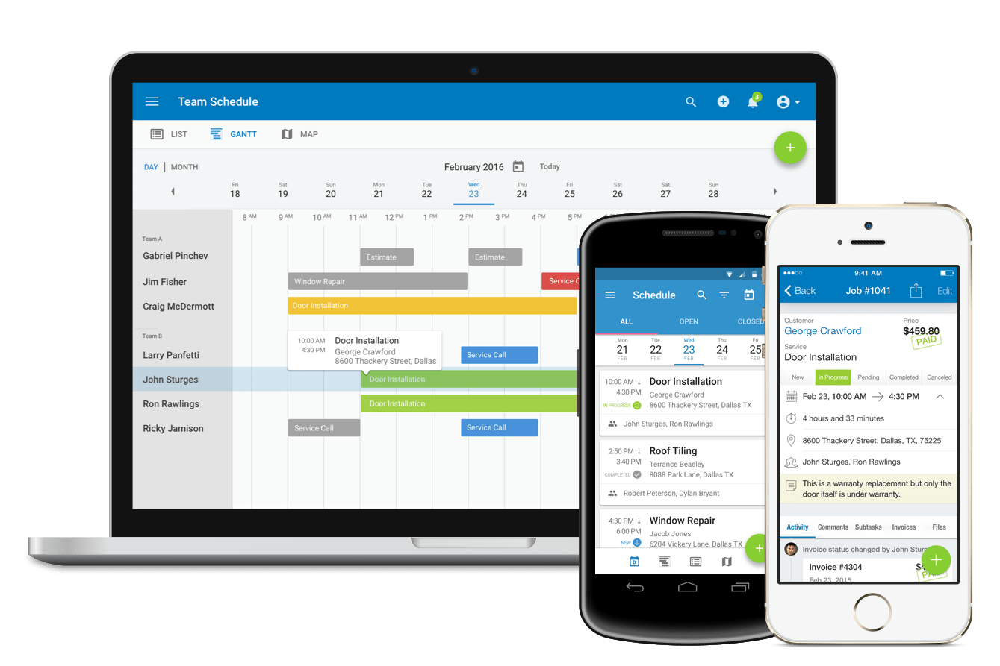 Team Schedule
3
LIST
GANTT
MAP
DAY | MONTH
February 2016
Today
Fri Sat Sun Mon Tue Wed Thu Fri Sat Sat Sun
18 19 20 21 22 23 24 25 26 27 28
8 AM 9 AM 10 AM 11 AM 12 PM 1 PM 2 PM 3 PM 4 PM 5 PM
Team A
Gabriel Pinchev
Estimate
Estimate
Jim Fisher
Window Repair
Service C
Craig McDermott
Door Installation
Team B
Larry Panfetti
10:00 AM Door Installation
4:30 PM George Crawford
8600 Thackery Street, Dallas
Service Call
John Sturges
Door Installation
Ron Rawlings
Door Installation
Ricky Jamison
Service Call
Service Call
Schedule
ALL OPEN CLOSED
Mon Tue Wed Thu Fri
21 22 23 24 25
FEB FEB FEB FEB FEB
10:00 AM ↓ Door Installation
4:30 PM George Crawford
IN PROGRESS 8600 Thackery Street, Dallas TX
John Sturges, Ron Rawlings
2:50 PM ↓ Roof Tiling
3:40 PM Terrance Beasley
COMPLETED 8088 Park Lane, Dallas TX
Robert Peterson, Dylan Bryant
4:30 PM ↓ Window Repair
6:00 PM Jacob Jones
NEW 6204 Vickery Lane, Dallas TX
D
9:41 AM
Back Job #1041 Edit
Customer Price
George Crawford $459.80
PAID
Service
Door Installation
New In Progress Pending Completed Canceled
Feb 23, 10:00 AM → 4:30 PM
4 hours and 33 minutes
8600 Thackery Street, Dallas, TX, 75225
John Sturges, Ron Rawlings
This is a warranty replacement but only the
door itself is under warranty.
Activity Comments Subtasks Invoices Files
Invoice status changed by John Sturg
Invoice #4304 $4
PAID
Feb 23, 2015